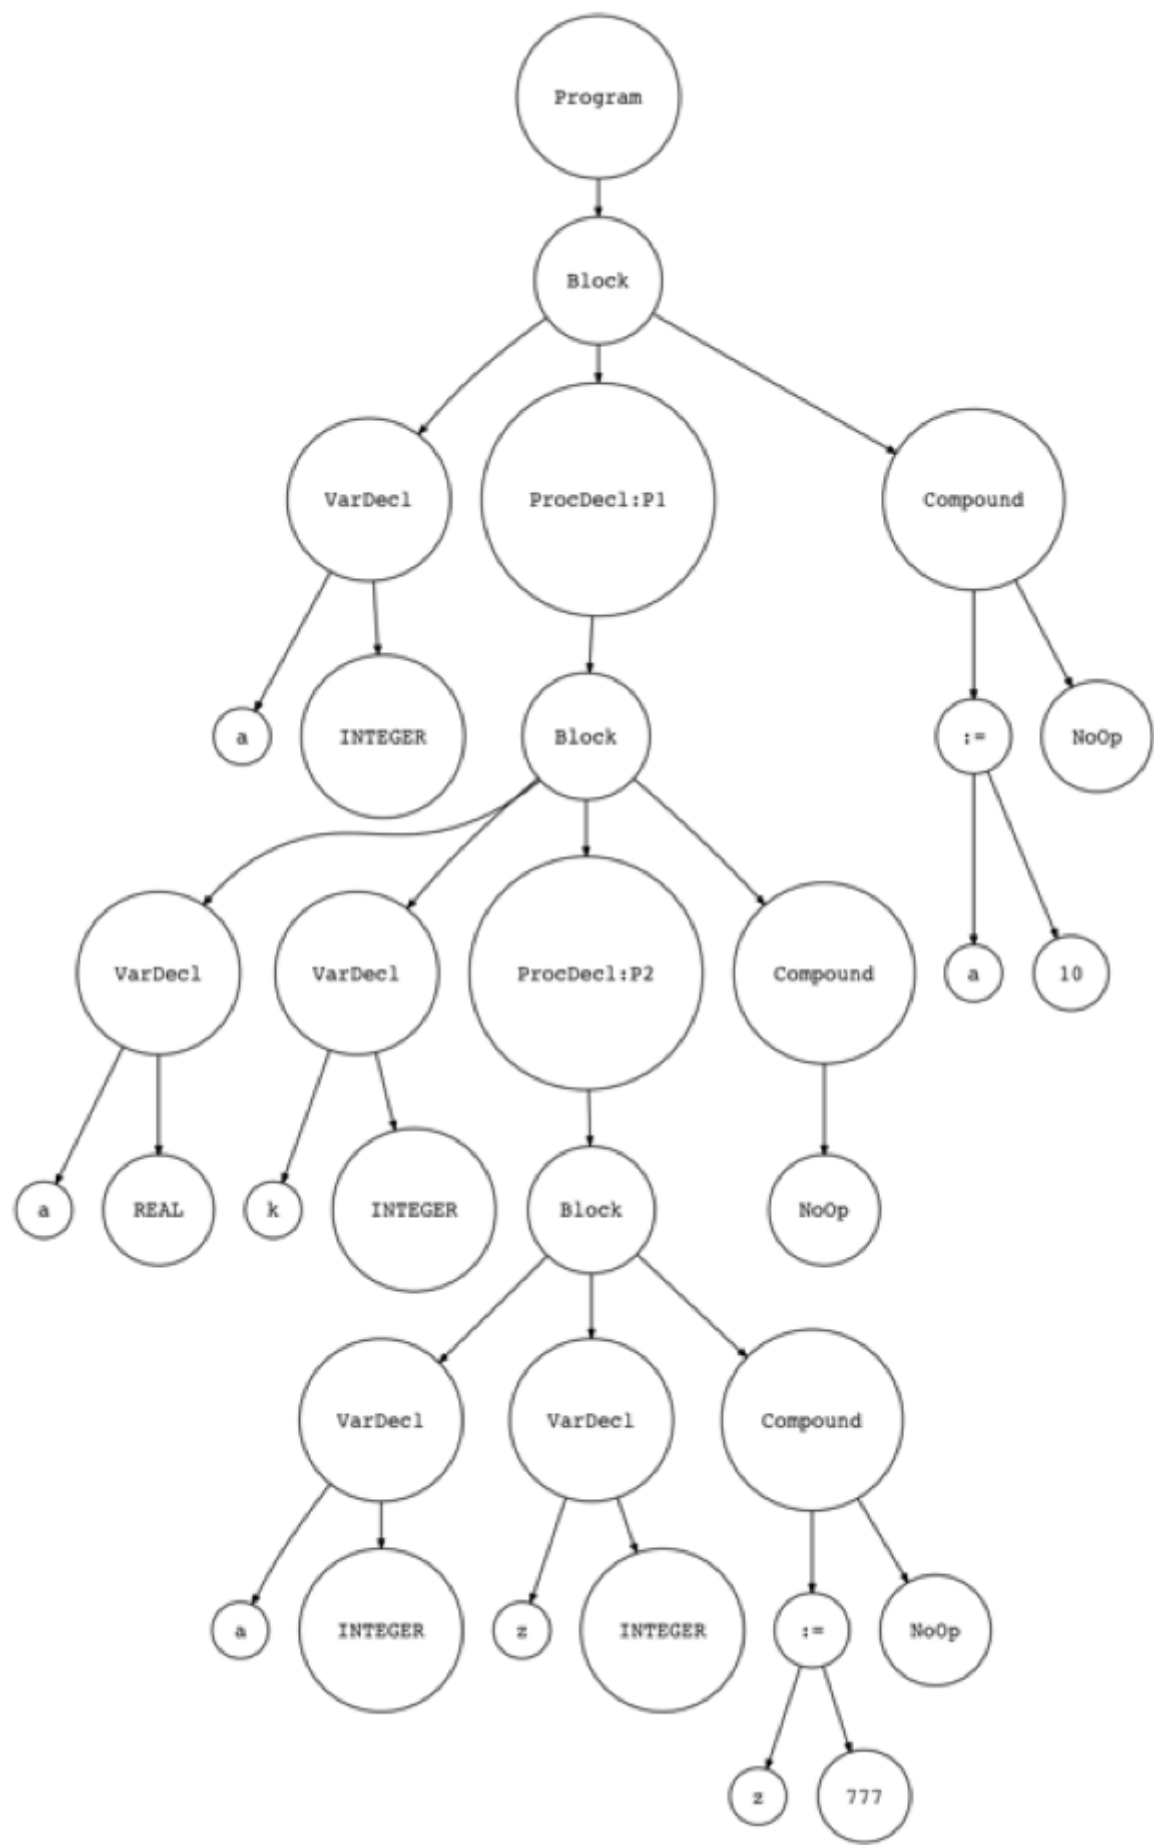 Program
Block
VarDecl
ProcDecl:P1
Compound
a
INTEGER
Block
:=
NoOp
VarDecl
VarDecl
ProcDecl:P2
Compound
a
10
a
REAL
k
INTEGER
Block
NoOp
VarDecl
VarDecl
Compound
a
INTEGER
z
INTEGER
:=
NoOp
z
777